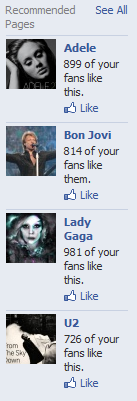 Recommended Pages See All
ADELE 2
Adele
899 of your
fans like
this.
Like
Bon Jovi
814 of your
fans like
them.
Like
Lady
Gaga
981 of your
fans like
this.
Like
From The Sky
Down
U2
726 of your
fans like
this.
Like